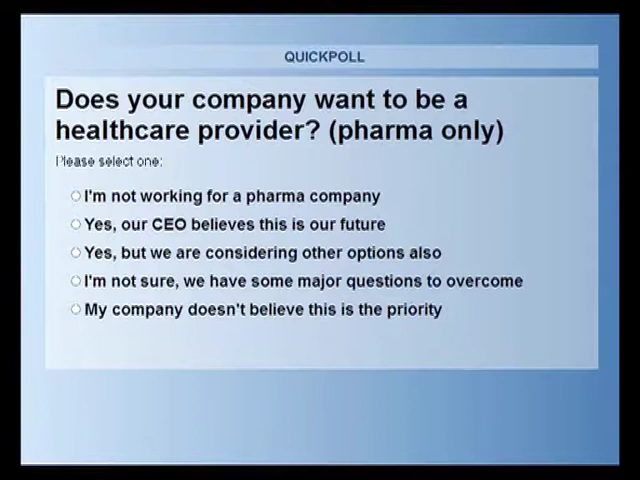 QUICKPOLL
Does your company want to be a
healthcare provider? (pharma only)
Please select one:
I'm not working for a pharma company
Yes, our CEO believes this is our future
Yes, but we are considering other options also
I'm not sure, we have some major questions to overcome
My company doesn't believe this is the priority